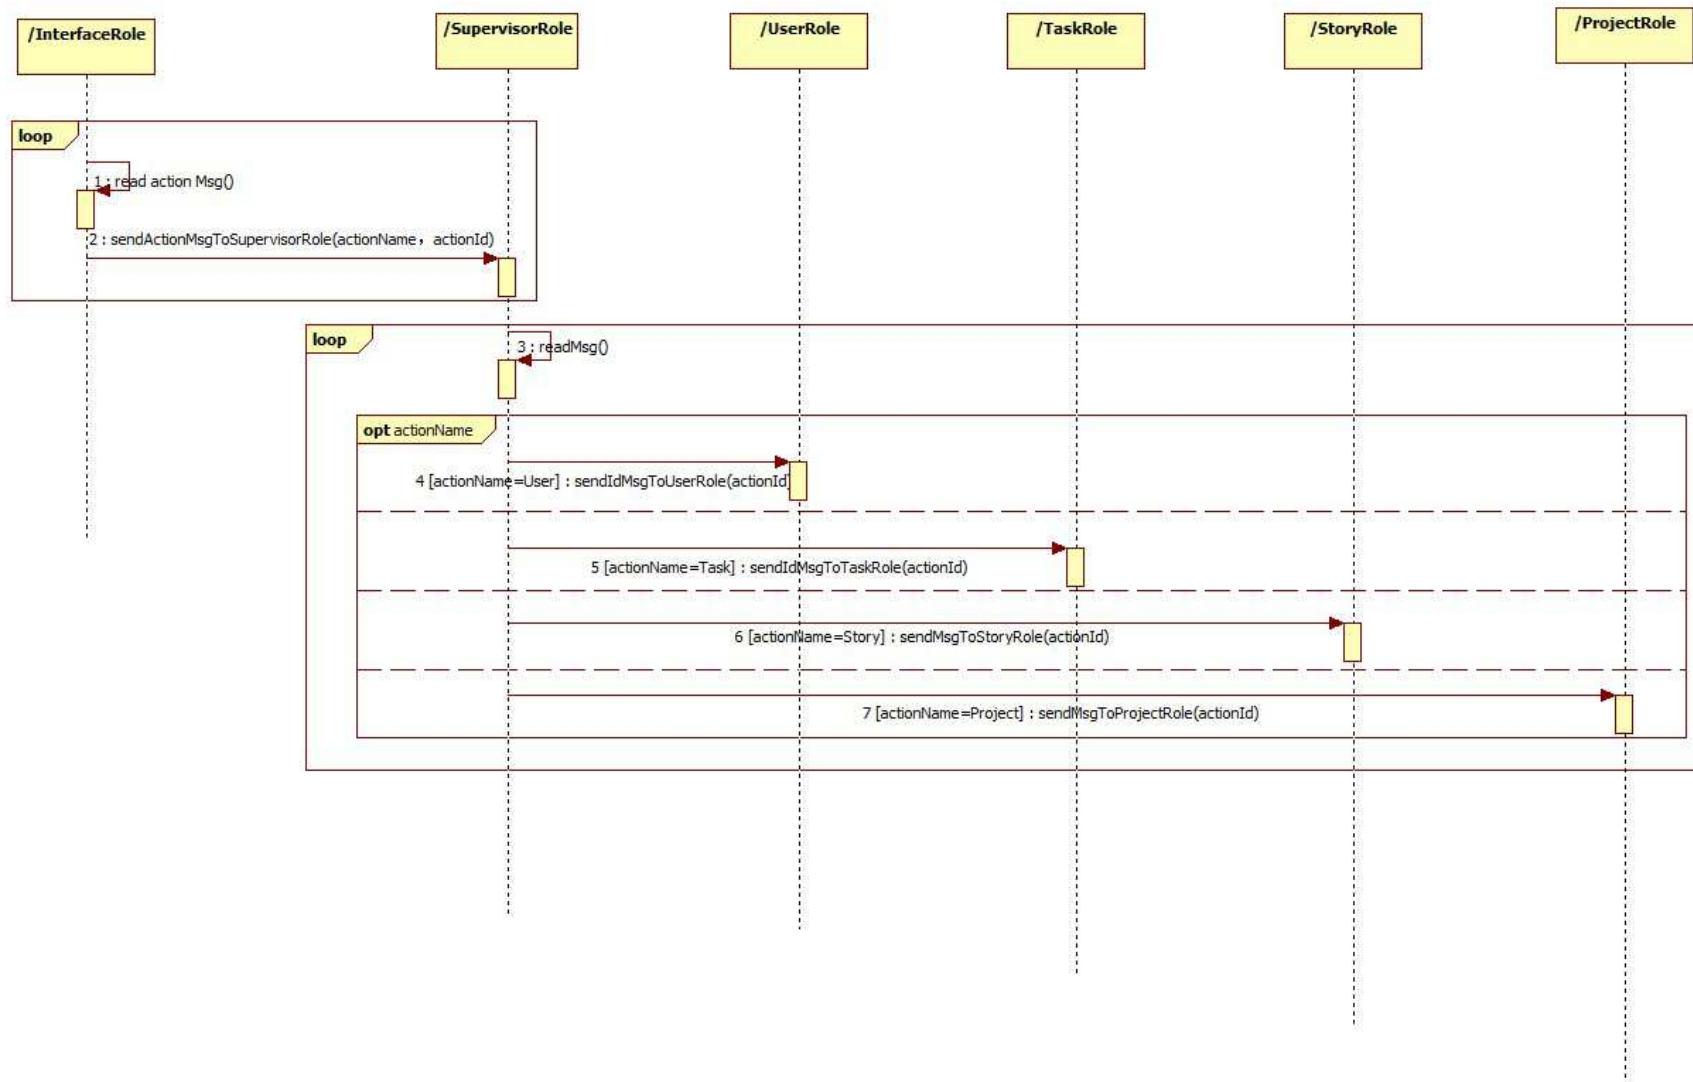 /InterfaceRole
/SupervisorRole
/UserRole
/TaskRole
/StoryRole
/ProjectRole
loop
1 : read action Msg()
2 : sendActionMsgToSupervisorRole(actionName，actionId)
loop
3 : readMsg()
opt actionName
4 [actionName=User] : sendIdMsgToUserRole(actionId)
5 [actionName=Task] : sendIdMsgToTaskRole(actionId)
6 [actionName=Story] : sendMsgToStoryRole(actionId)
7 [actionName=Project] : sendMsgToProjectRole(actionId)